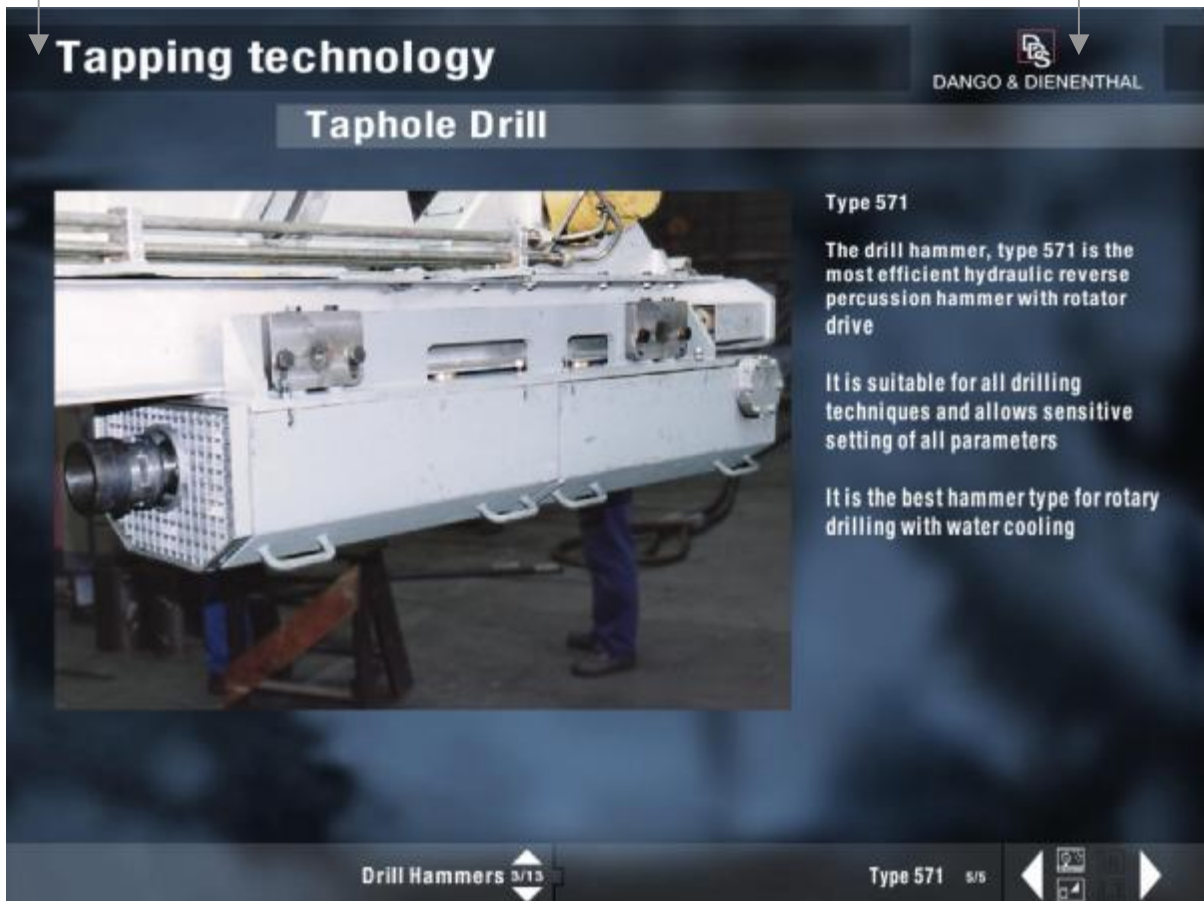 Tapping technology
DDS
DANGO & DIENENTHAL
Taphole Drill
Type 571
The drill hammer, type 571 is the
most efficient hydraulic reverse
percussion hammer with rotator
drive
It is suitable for all drilling
techniques and allows sensitive
setting of all parameters
It is the best hammer type for rotary
drilling with water cooling
Drill Hammers 3/13
Type 571 5/5